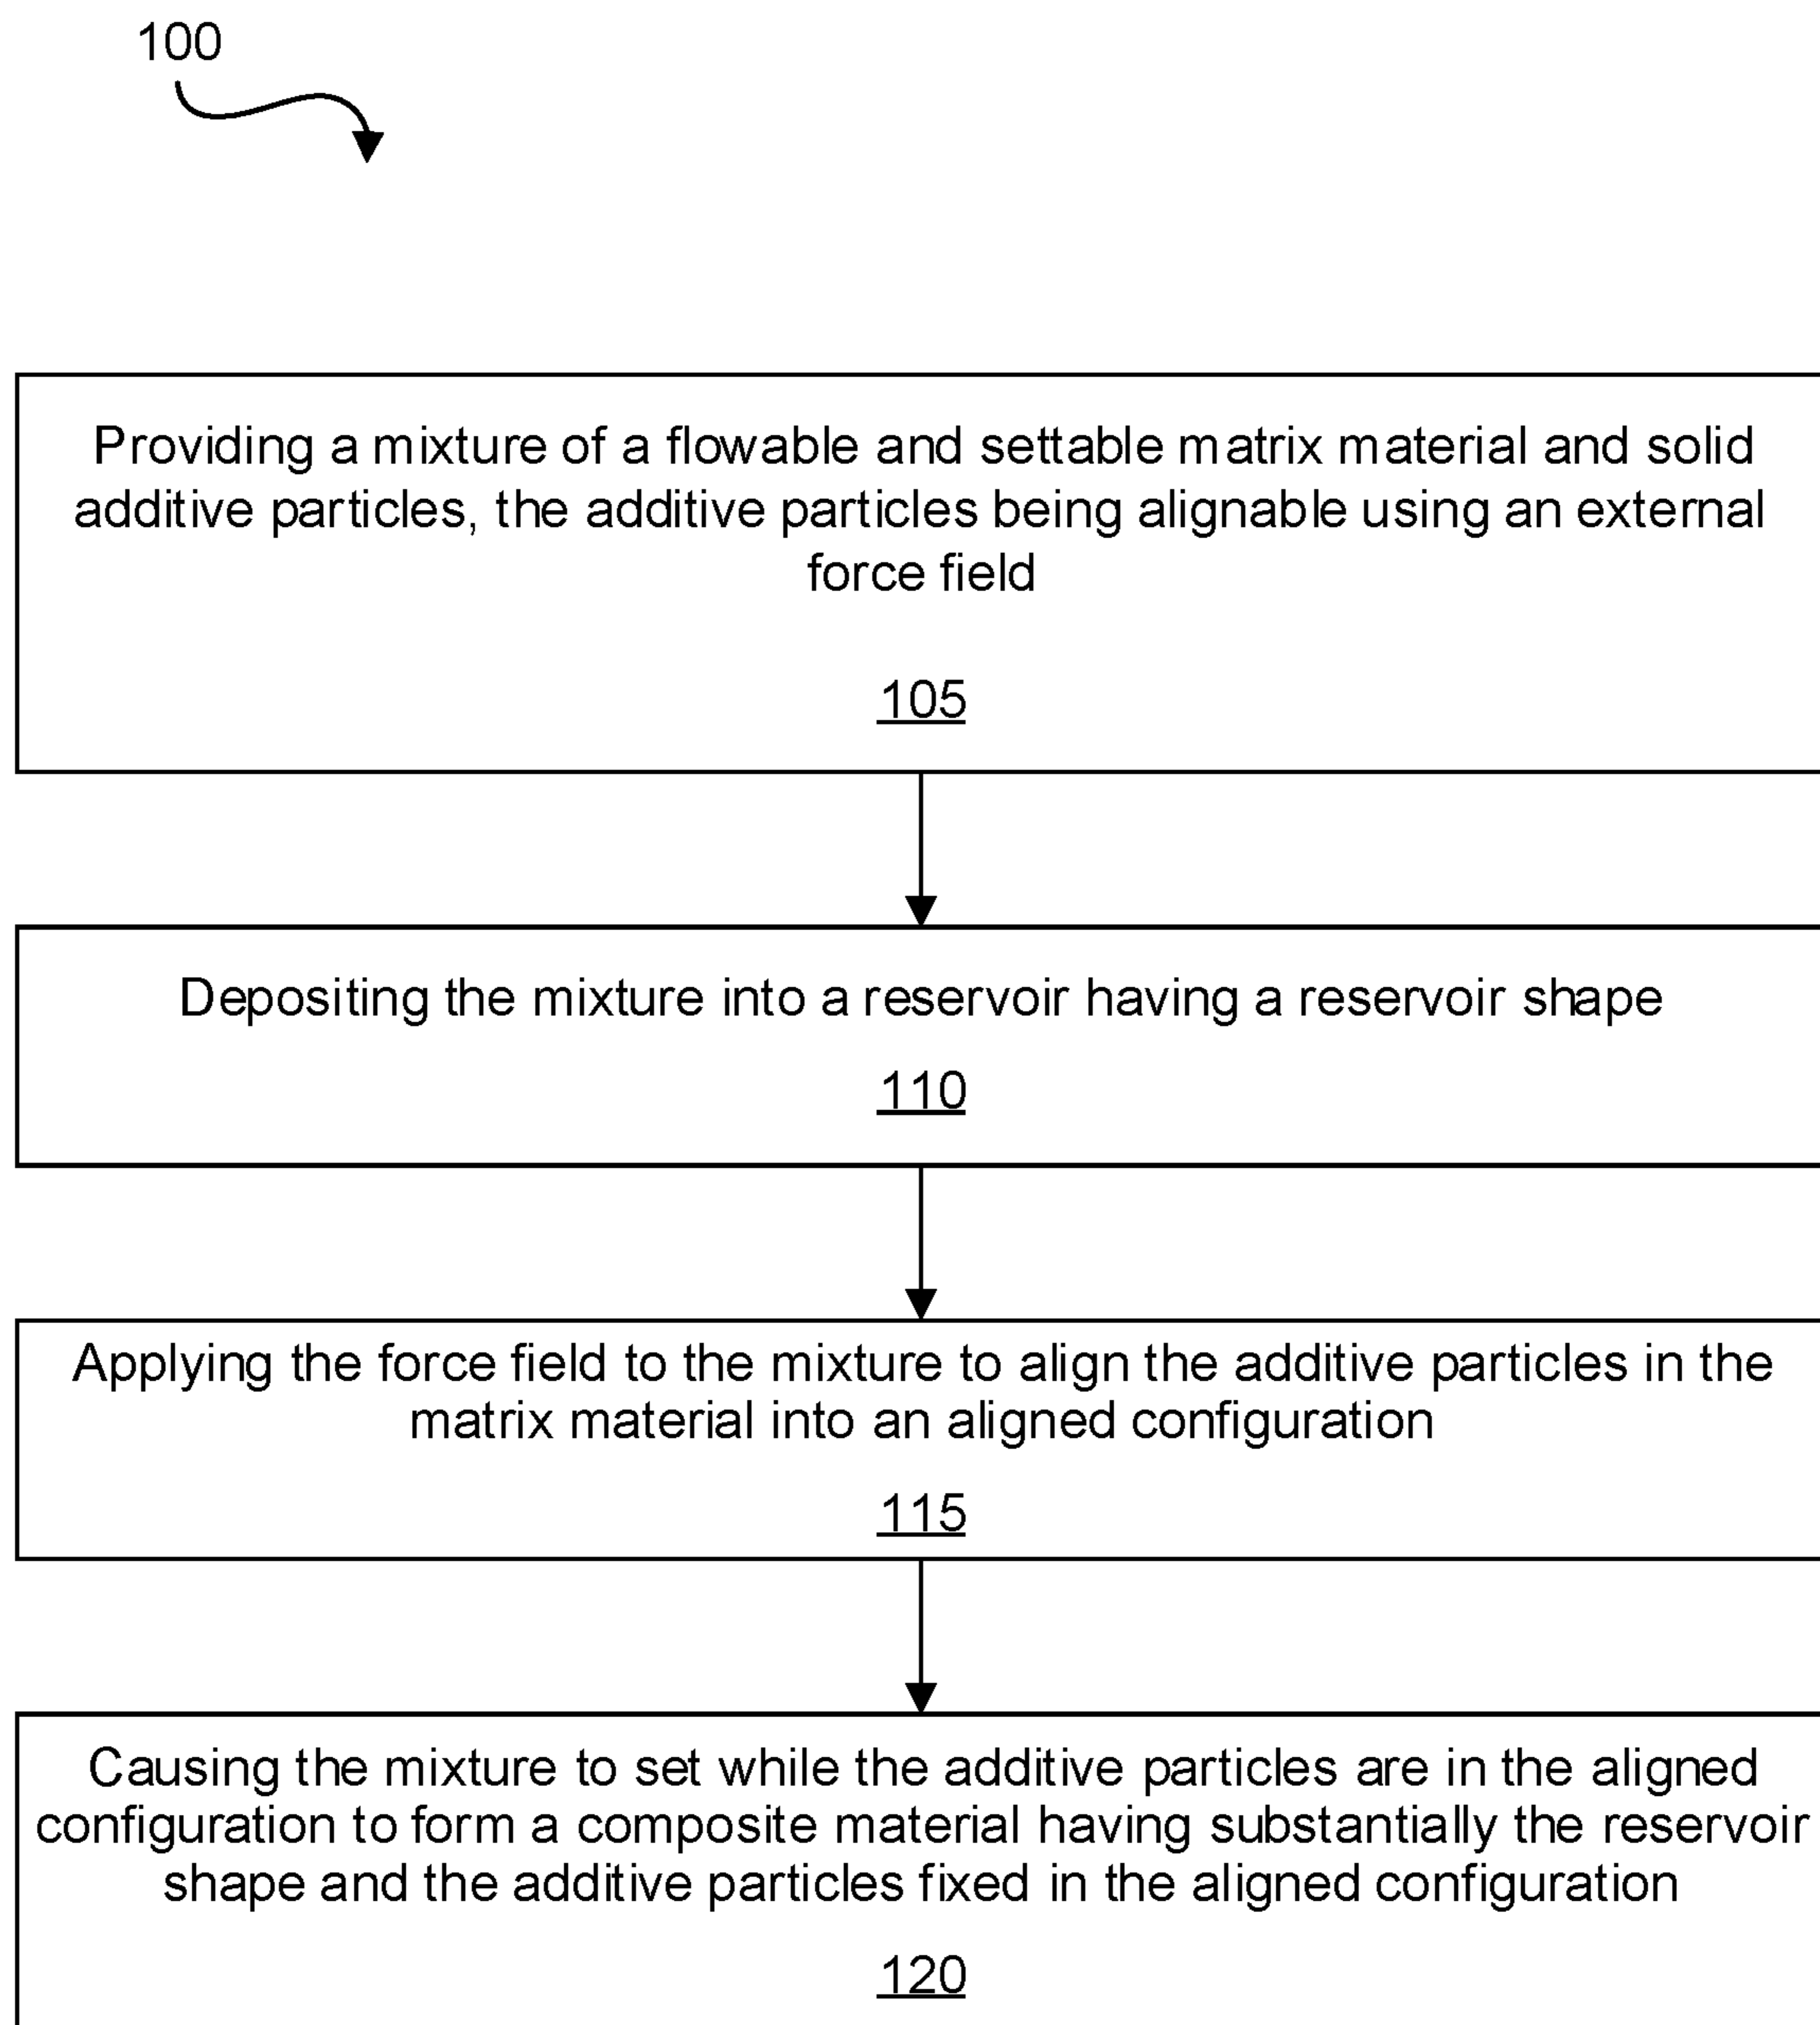 100
Providing a mixture of a flowable and settable matrix material and solid
additive particles, the additive particles being alignable using an external
force field
105
Depositing the mixture into a reservoir having a reservoir shape
110
Applying the force field to the mixture to align the additive particles in the
matrix material into an aligned configuration
115
Causing the mixture to set while the additive particles are in the aligned
configuration to form a composite material having substantially the reservoir
shape and the additive particles fixed in the aligned configuration
120